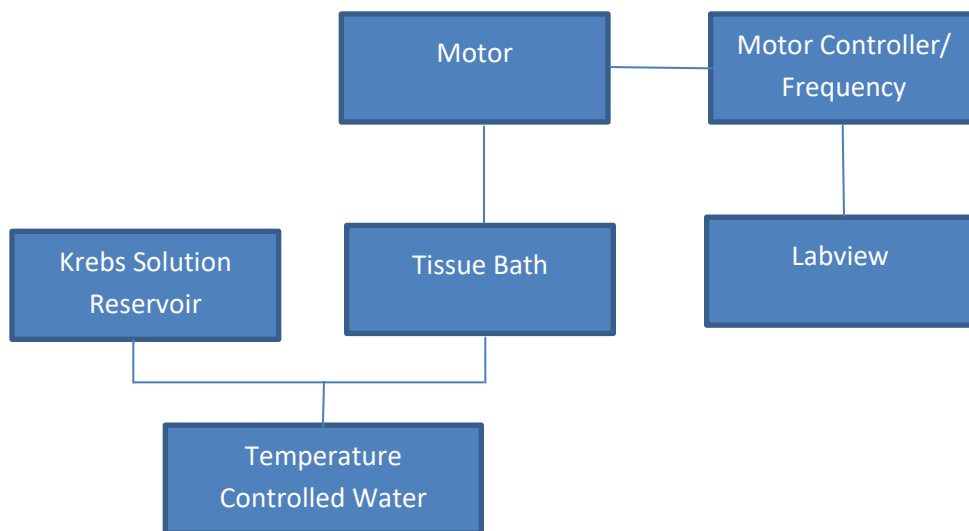 Motor
Motor Controller/
Frequency
Krebs Solution
Reservoir
Tissue Bath
Labview
Temperature
Controlled Water